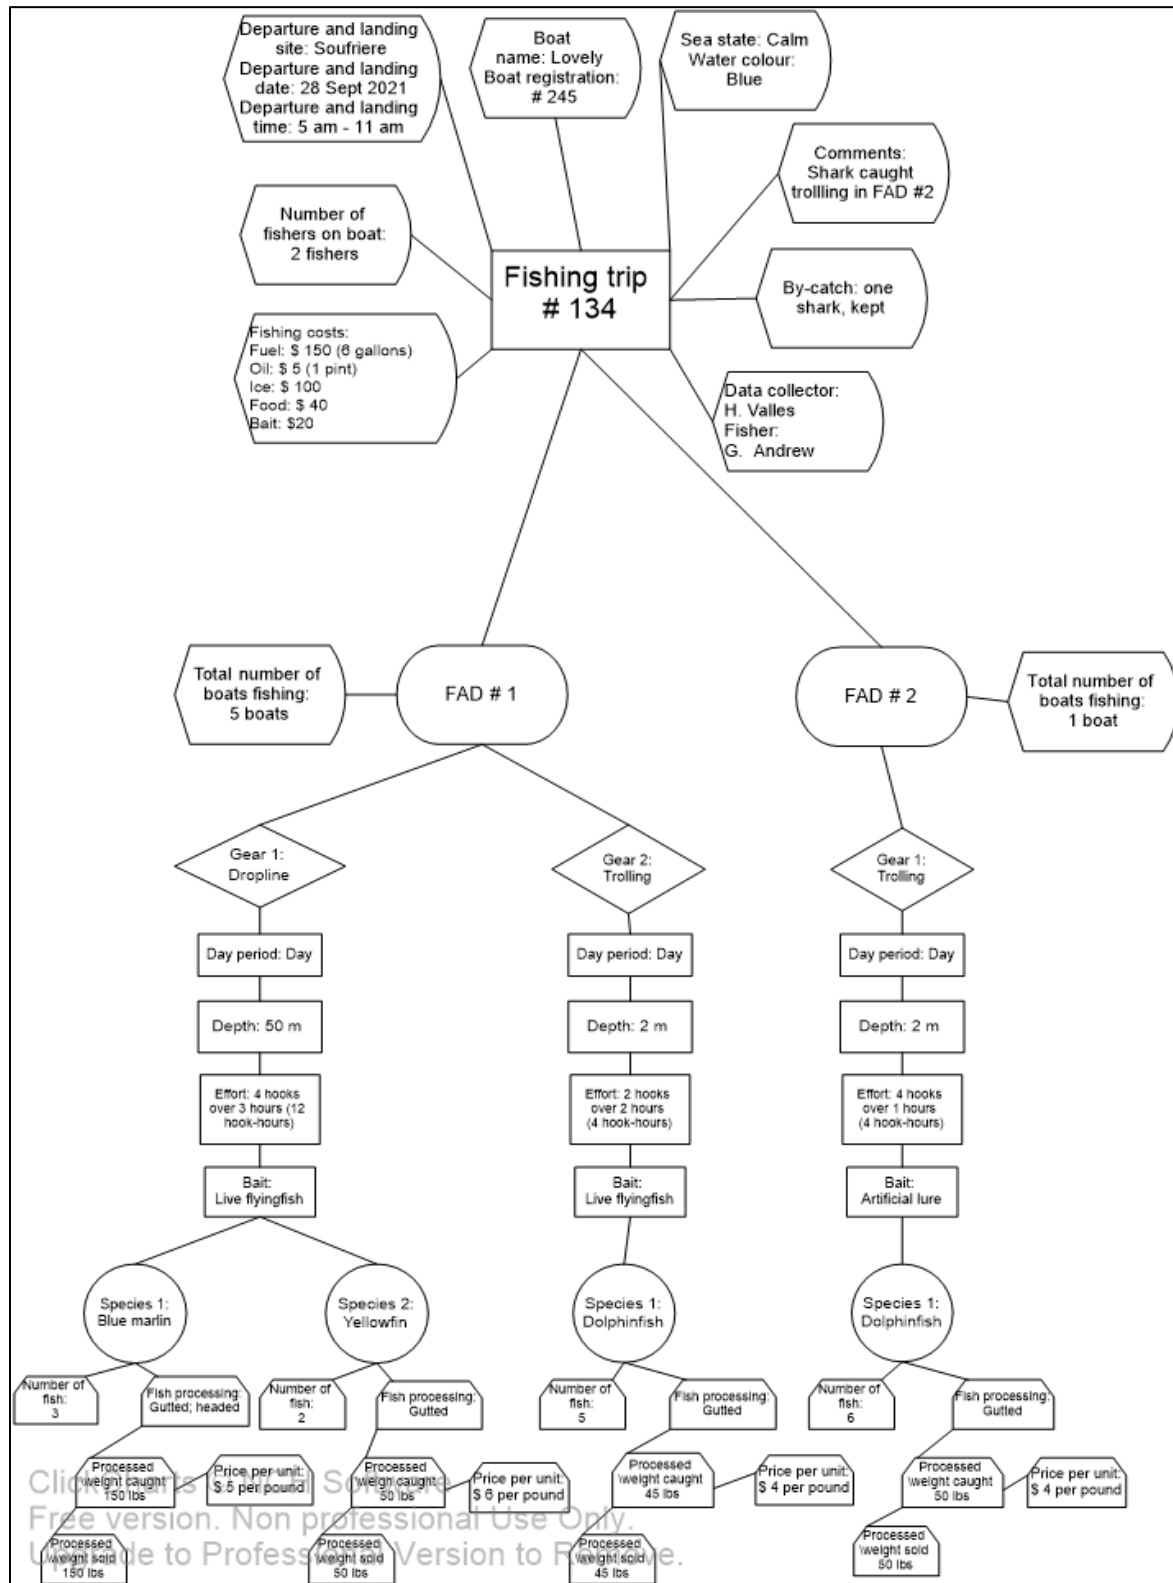 Departure and landing
site: Soufriere
Departure and landing
date: 28 Sept 2021
Departure and landing
time: 5 am - 11 am
Boat
name: Lovely
Boat registration:
# 245
Sea state: Calm
Water colour:
Blue
Comments:
Shark caught
trollling in FAD #2
Number of
fishers on boat:
2 fishers
Fishing trip
# 134
By-catch: one
shark, kept
Fishing costs:
Fuel: $ 150 (6 gallons)
Oil: $ 5 (1 pint)
Ice: $ 100
Food: $ 40
Bait: $20
Data collector:
H. Valles
Fisher:
G. Andrew
Total number of
boats fishing:
5 boats
FAD # 1
FAD # 2
Total number of
boats fishing:
1 boat
Gear 1:
Dropline
Gear 2:
Trolling
Gear 1:
Trolling
Day period: Day
Day period: Day
Day period: Day
Depth: 50 m
Depth: 2 m
Depth: 2 m
Effort: 4 hooks
over 3 hours (12
hook-hours)
Effort: 2 hooks
over 2 hours
(4 hook-hours)
Effort: 4 hooks
over 1 hours
(4 hook-hours)
Bait:
Live flyingfish
Bait:
Live flyingfish
Bait:
Artificial lure
Species 1:
Blue marlin
Species 2:
Yellowfin
Species 1:
Dolphinfish
Species 1:
Dolphinfish
Number of
fish:
3
Fish processing:
Gutted; headed
Number of
fish:
2
Fish processing:
Gutted
Number of
fish:
5
Fish processing:
Gutted
Number of
fish:
6
Fish processing:
Gutted
Processed
weight caught
150 lbs
Price per unit:
$ 5 per pound
Processed
weight caught
50 lbs
Price per unit:
$ 6 per pound
Processed
weight caught
45 lbs
Price per unit:
$ 4 per pound
Processed
weight caught
50 lbs
Price per unit:
$ 4 per pound
Processed
weight sold
150 lbs
Processed
weight sold
50 lbs
Processed
weight sold
45 lbs
Processed
weight sold
50 lbs
ClickCharts © NCH Software
Free version. Non professional Use Only.
Upgrade to Professional Version to Remove.